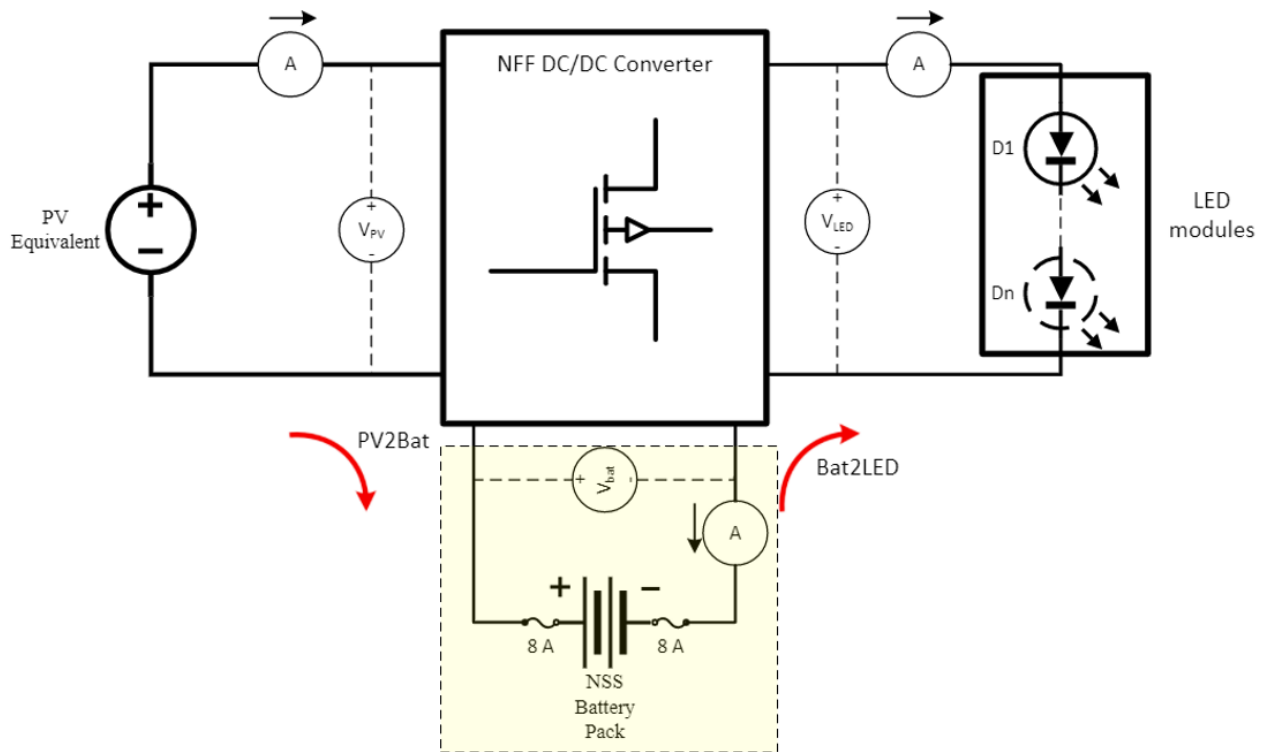 A
NFF DC/DC Converter
A
D1
PV
Equivalent
+
−
+
V_PV
-
+
V_LED
-
LED
modules
Dn
PV2Bat
Bat2LED
+
V_bat
-
A
+
−
8 A
8 A
NSS
Battery
Pack